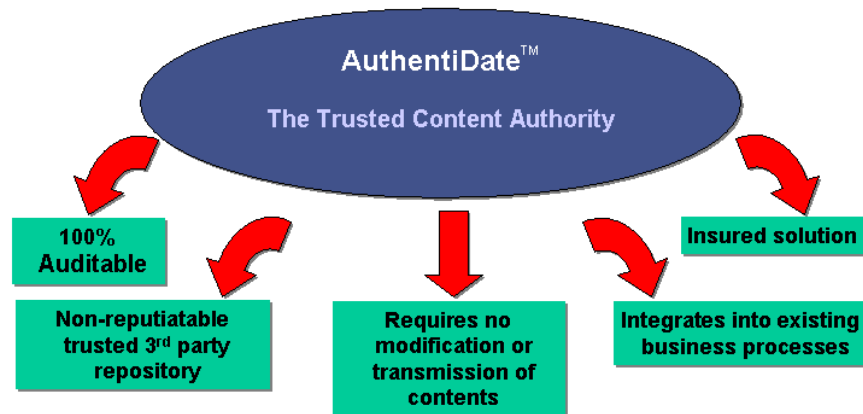 AuthentiDate™
The Trusted Content Authority
100%
Auditable
Non-reputiatable
trusted 3rd party
repository
Requires no
modification or
transmission of
contents
Integrates into existing
business processes
Insured solution